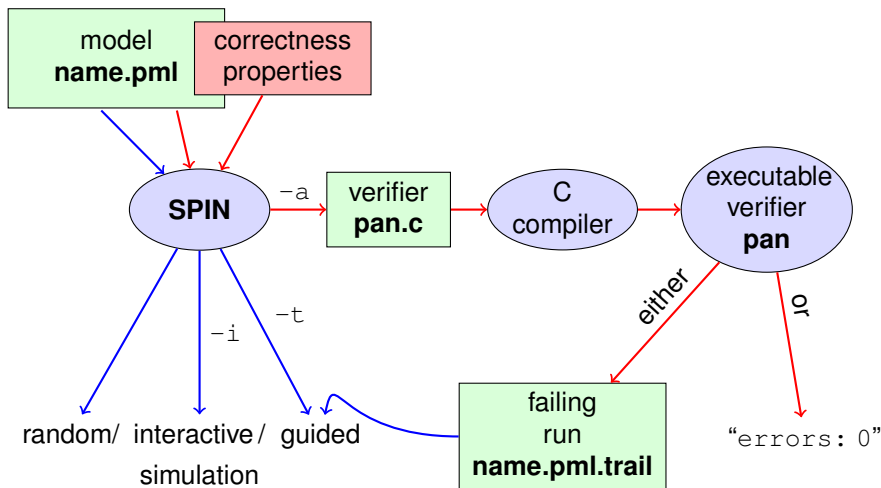 model
name.pml
correctness
properties
SPIN
-a
verifier
pan.c
C
compiler
executable
verifier
pan
either
or
-i
-t
random/ interactive/ guided
simulation
failing
run
name.pml.trail
“errors: 0”